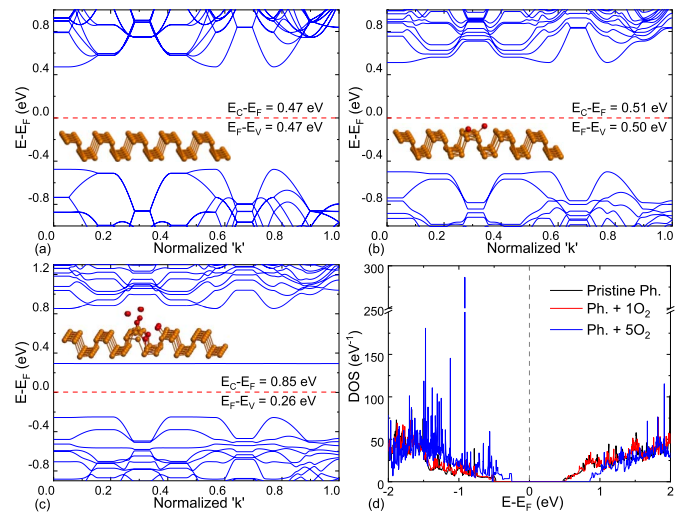 0.8
0.4
0.0
-0.4
-0.8
E-E_F (eV)
E_C-E_F = 0.47 eV
E_F-E_V = 0.47 eV
0.0 0.2 0.4 0.6 0.8 1.0
(a) Normalized 'k'
0.8
0.4
0.0
-0.4
-0.8
E-E_F (eV)
E_C-E_F = 0.51 eV
E_F-E_V = 0.50 eV
0.0 0.2 0.4 0.6 0.8 1.0
(b) Normalized 'k'
1.2
0.8
0.4
0.0
-0.4
-0.8
E-E_F (eV)
E_C-E_F = 0.85 eV
E_F-E_V = 0.26 eV
0.0 0.2 0.4 0.6 0.8 1.0
(c) Normalized 'k'
300
250
200
150
100
50
0
DOS (eV⁻¹)
Pristine Ph.
Ph. + 1O₂
Ph. + 5O₂
-2 -1 0 1 2
E-E_F (eV) (d)